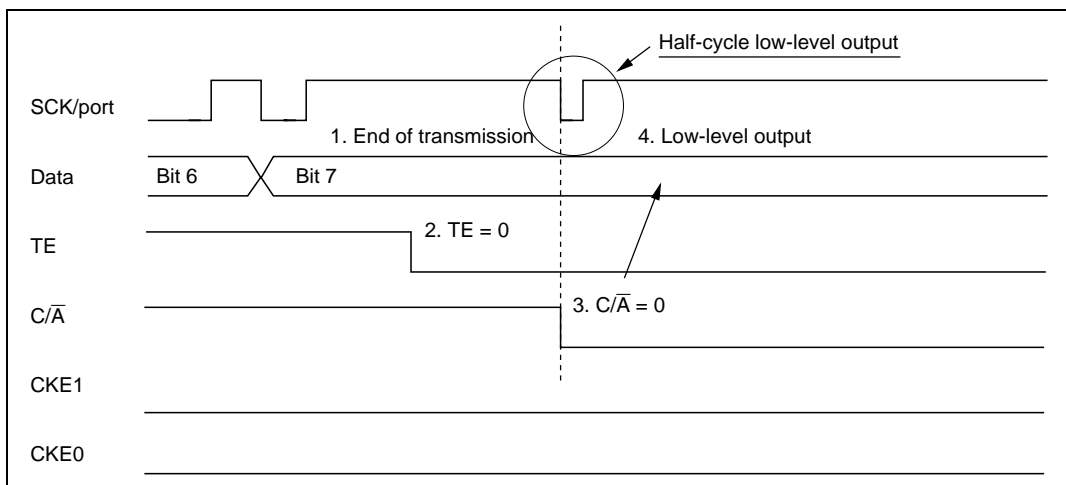 Half-cycle low-level output
SCK/port
1. End of transmission
4. Low-level output
Data
Bit 6
Bit 7
TE
2. TE = 0
C/A̅
3. C/A̅ = 0
CKE1
CKE0